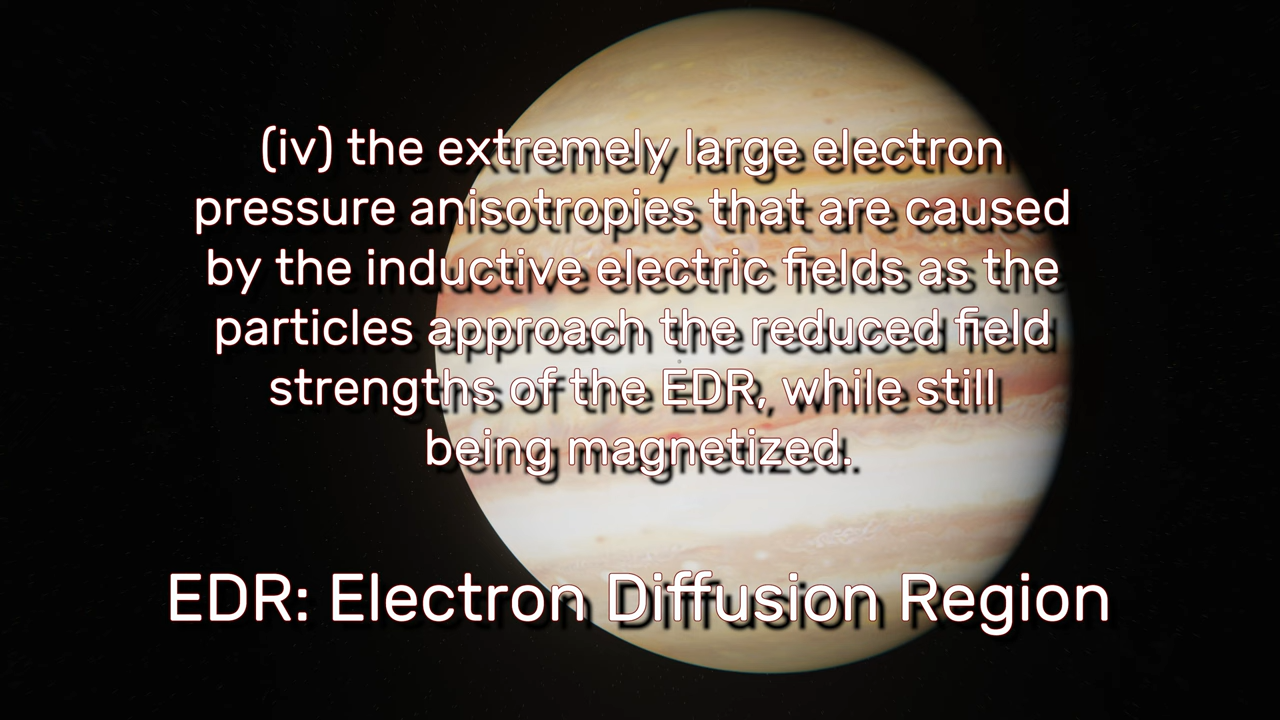 (iv) the extremely large electron
pressure anisotropies that are caused
by the inductive electric fields as the
particles approach the reduced field
strengths of the EDR, while still
being magnetized.
EDR: Electron Diffusion Region